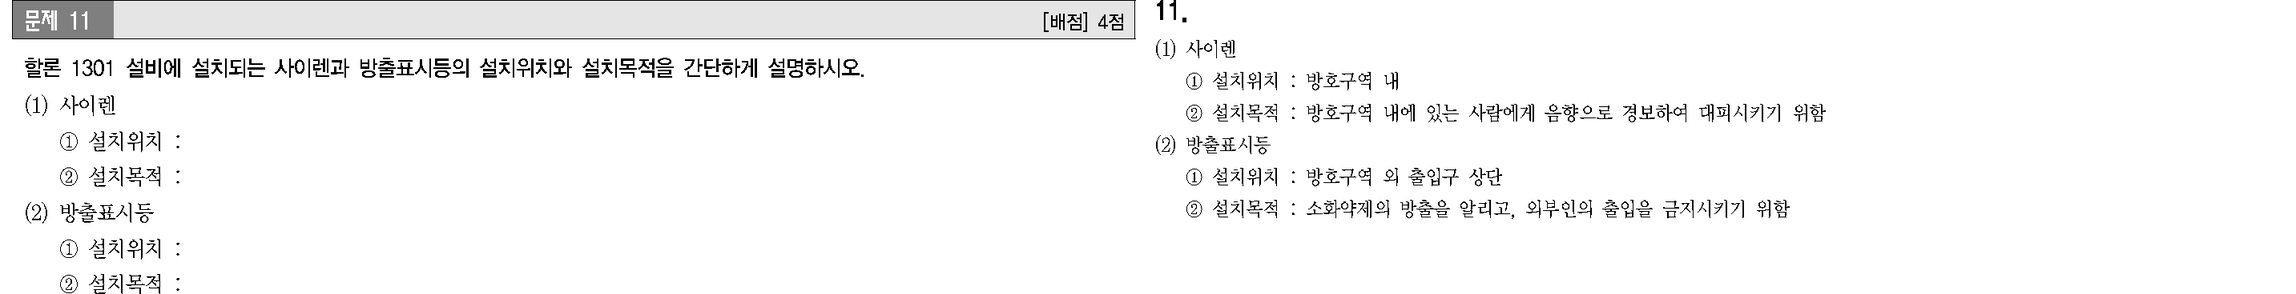 문제 11
[배점] 4점
할론 1301 설비에 설치되는 사이렌과 방출표시등의 설치위치와 설치목적을 간단하게 설명하시오.
(1) 사이렌
① 설치위치 :
② 설치목적 :
(2) 방출표시등
① 설치위치 :
② 설치목적 :
11.
(1) 사이렌
① 설치위치 : 방호구역 내
② 설치목적 : 방호구역 내에 있는 사람에게 음향으로 경보하여 대피시키기 위함
(2) 방출표시등
① 설치위치 : 방호구역 외 출입구 상단
② 설치목적 : 소화약제의 방출을 알리고, 외부인의 출입을 금지시키기 위함